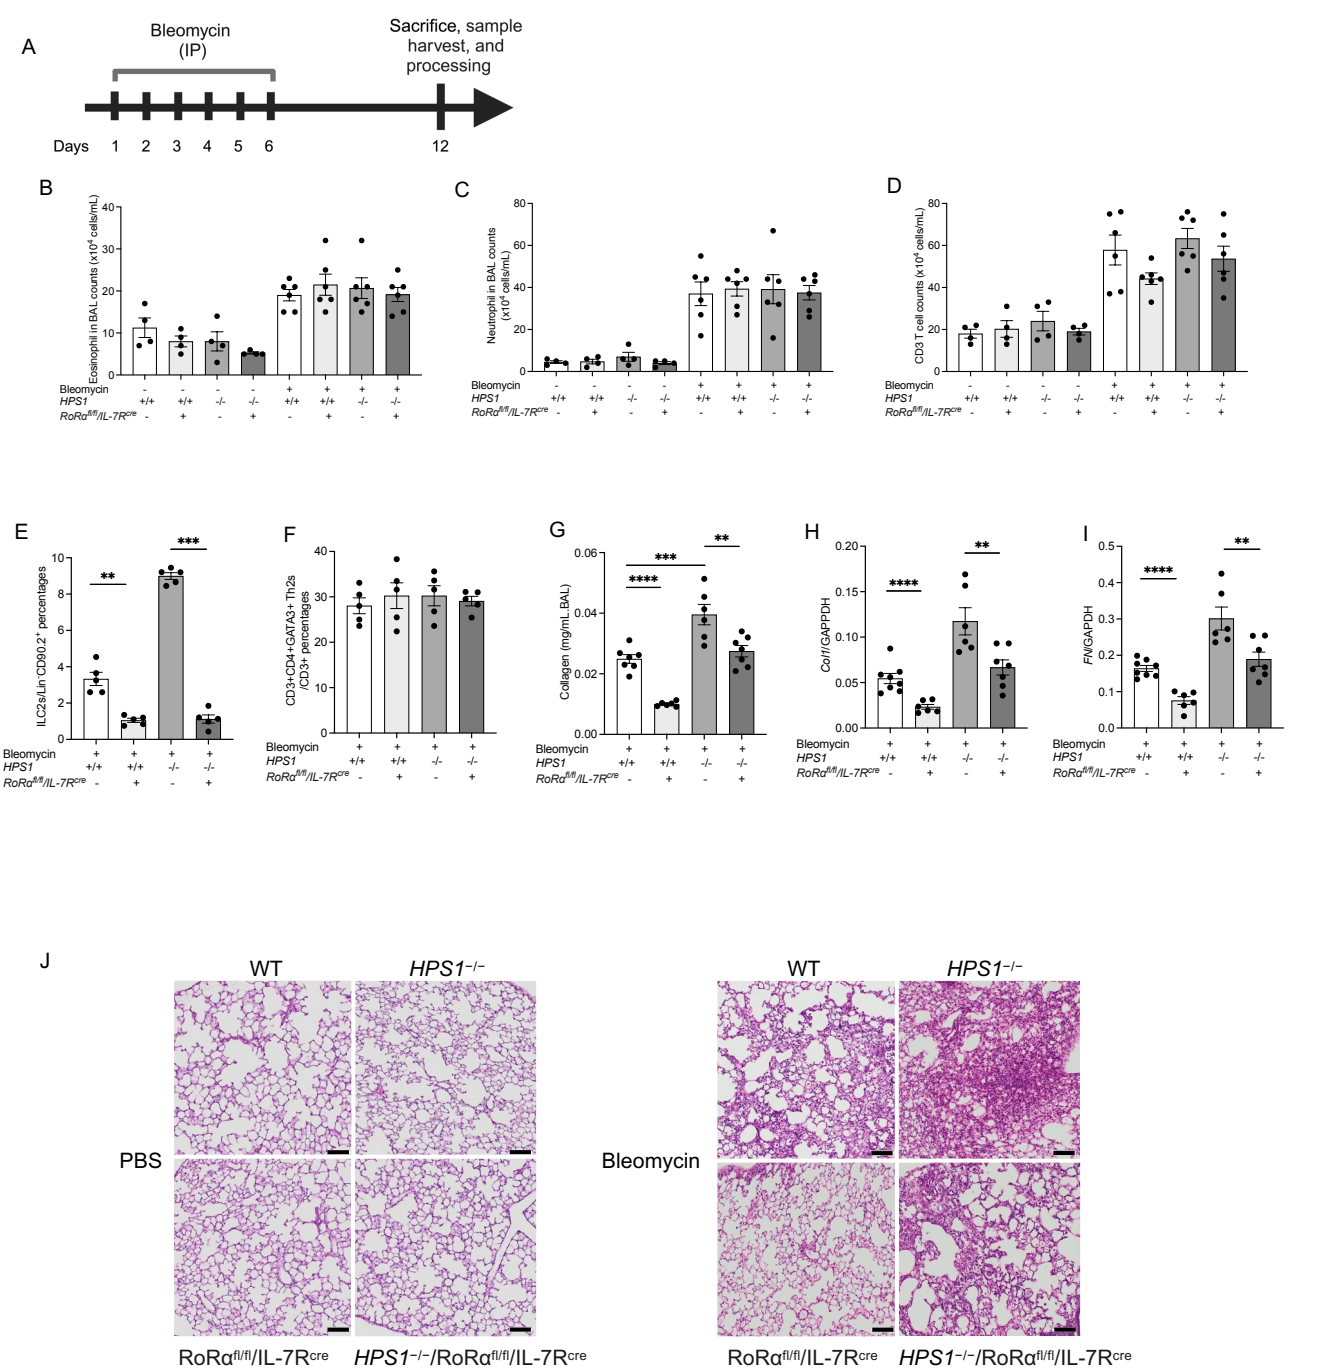 A
Bleomycin
(IP)
Sacrifice, sample
harvest, and
processing
Days 1 2 3 4 5 6 12
B
Eosinophil in BAL counts (x10⁴ cells/mL)
40
30
20
10
0
Bleomycin - - - - + + + +
HPS1 +/+ +/+ -/- -/- +/+ +/+ -/- -/-
RoRα^fl/fl/IL-7R^cre - + - + - + - +
C
Neutrophil in BAL counts
(x10⁴ cells/mL)
80
60
40
20
0
Bleomycin - - - - + + + +
HPS1 +/+ +/+ -/- -/- +/+ +/+ -/- -/-
RoRα^fl/fl/IL-7R^cre - + - + - + - +
D
CD3 T cell counts (x10⁴ cells/mL)
80
60
40
20
0
Bleomycin - - - - + + + +
HPS1 +/+ +/+ -/- -/- +/+ +/+ -/- -/-
RoRα^fl/fl/IL-7R^cre - + - + - + - +
E
ILC2s/Lin⁻CD90.2⁺ percentages
10
8
6
4
2
0
** ***
Bleomycin + + + +
HPS1 +/+ +/+ -/- -/-
RoRα^fl/fl/IL-7R^cre - + - +
F
CD3+CD4+GATA3+ Th2s
/CD3+ percentages
40
30
20
10
0
Bleomycin + + + +
HPS1 +/+ +/+ -/- -/-
RoRα^fl/fl/IL-7R^cre - + - +
G
Collagen (mg/mL.BAL)
0.06
0.04
0.02
0.00
**
***
****
Bleomycin + + + +
HPS1 +/+ +/+ -/- -/-
RoRα^fl/fl/IL-7R^cre - + - +
H
Col1/GAPPDH
0.20
0.15
0.10
0.05
0.00
**** **
Bleomycin + + + +
HPS1 +/+ +/+ -/- -/-
RoRα^fl/fl/IL-7R^cre - + - +
I
FN/GAPDH
0.5
0.4
0.3
0.2
0.1
0.0
**** **
Bleomycin + + + +
HPS1 +/+ +/+ -/- -/-
RoRα^fl/fl/IL-7R^cre - + - +
J
WT HPS1⁻/⁻
PBS
RoRα^fl/fl/IL-7R^cre HPS1⁻/⁻/RoRα^fl/fl/IL-7R^cre
WT HPS1⁻/⁻
Bleomycin
RoRα^fl/fl/IL-7R^cre HPS1⁻/⁻/RoRα^fl/fl/IL-7R^cre